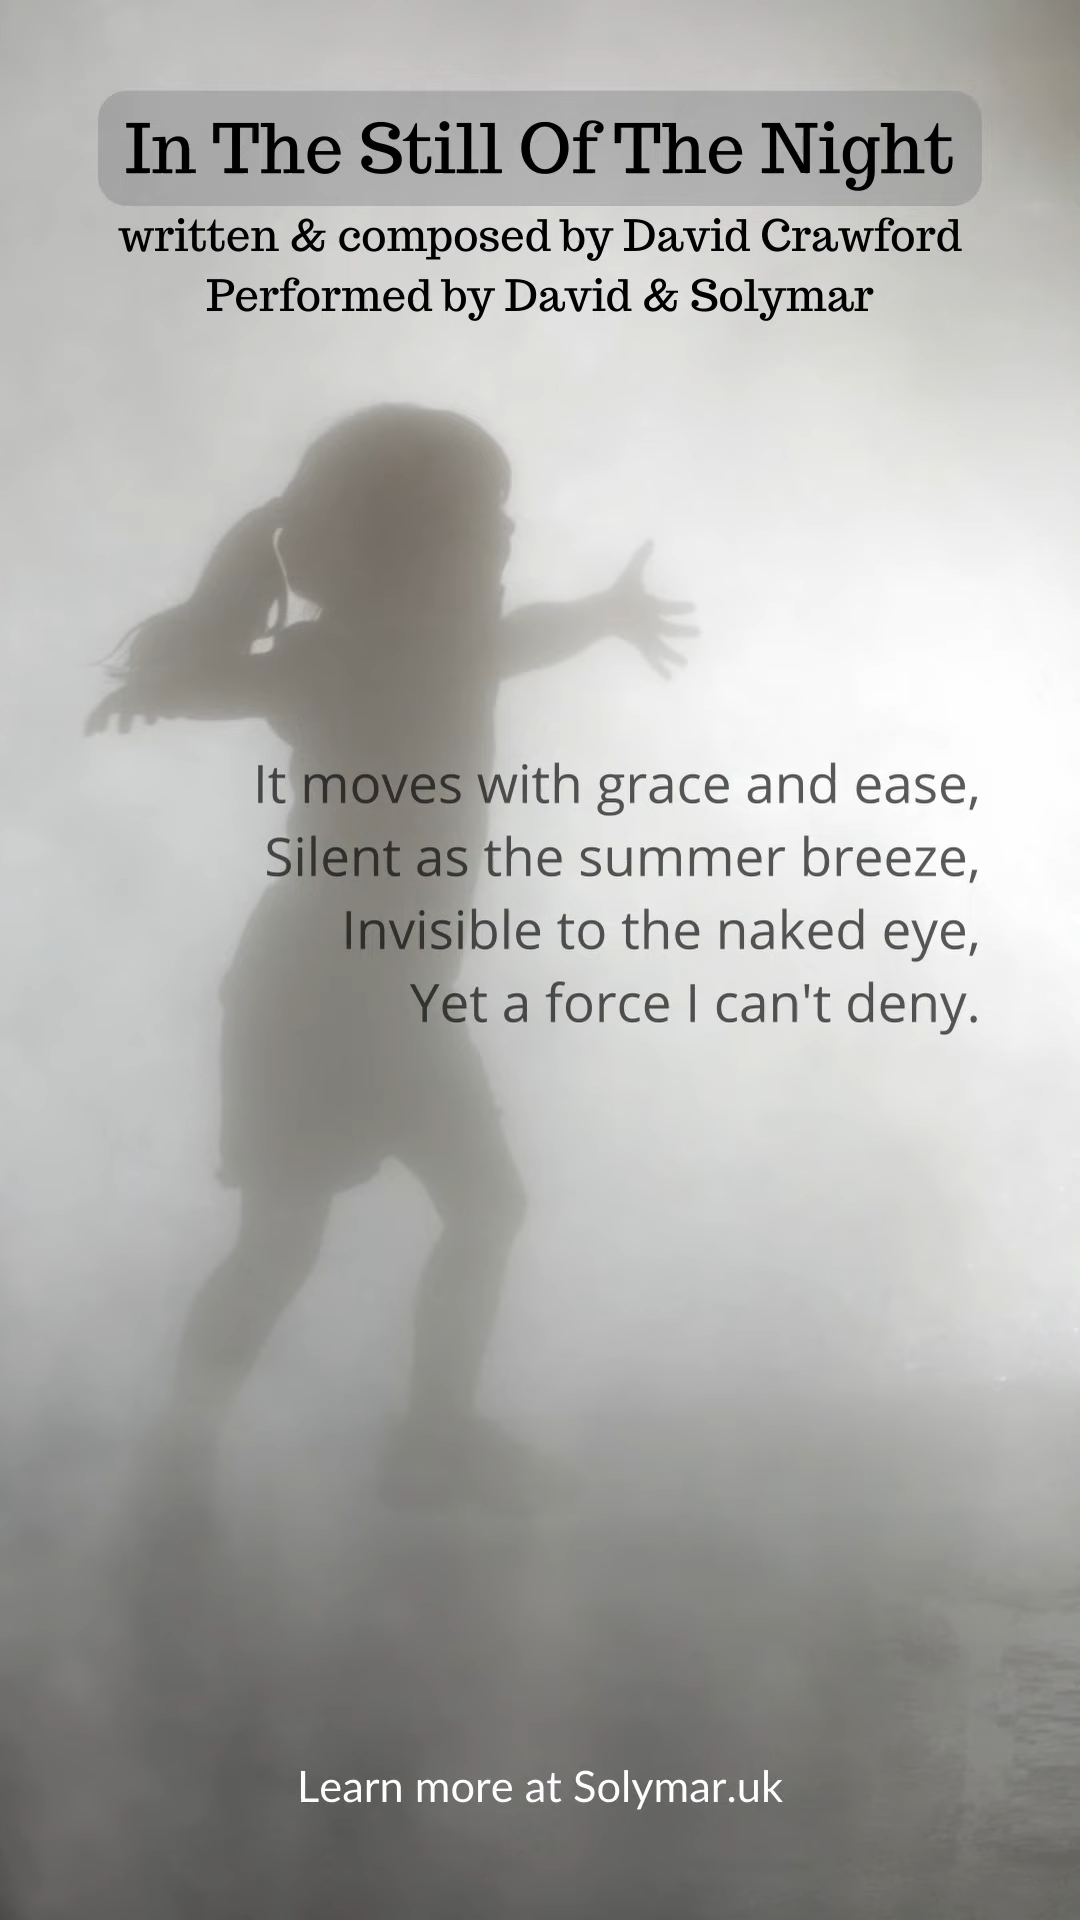 In The Still Of The Night
written & composed by David Crawford
Performed by David & Solymar
It moves with grace and ease,
Silent as the summer breeze,
Invisible to the naked eye,
Yet a force I can't deny.
Learn more at Solymar.uk